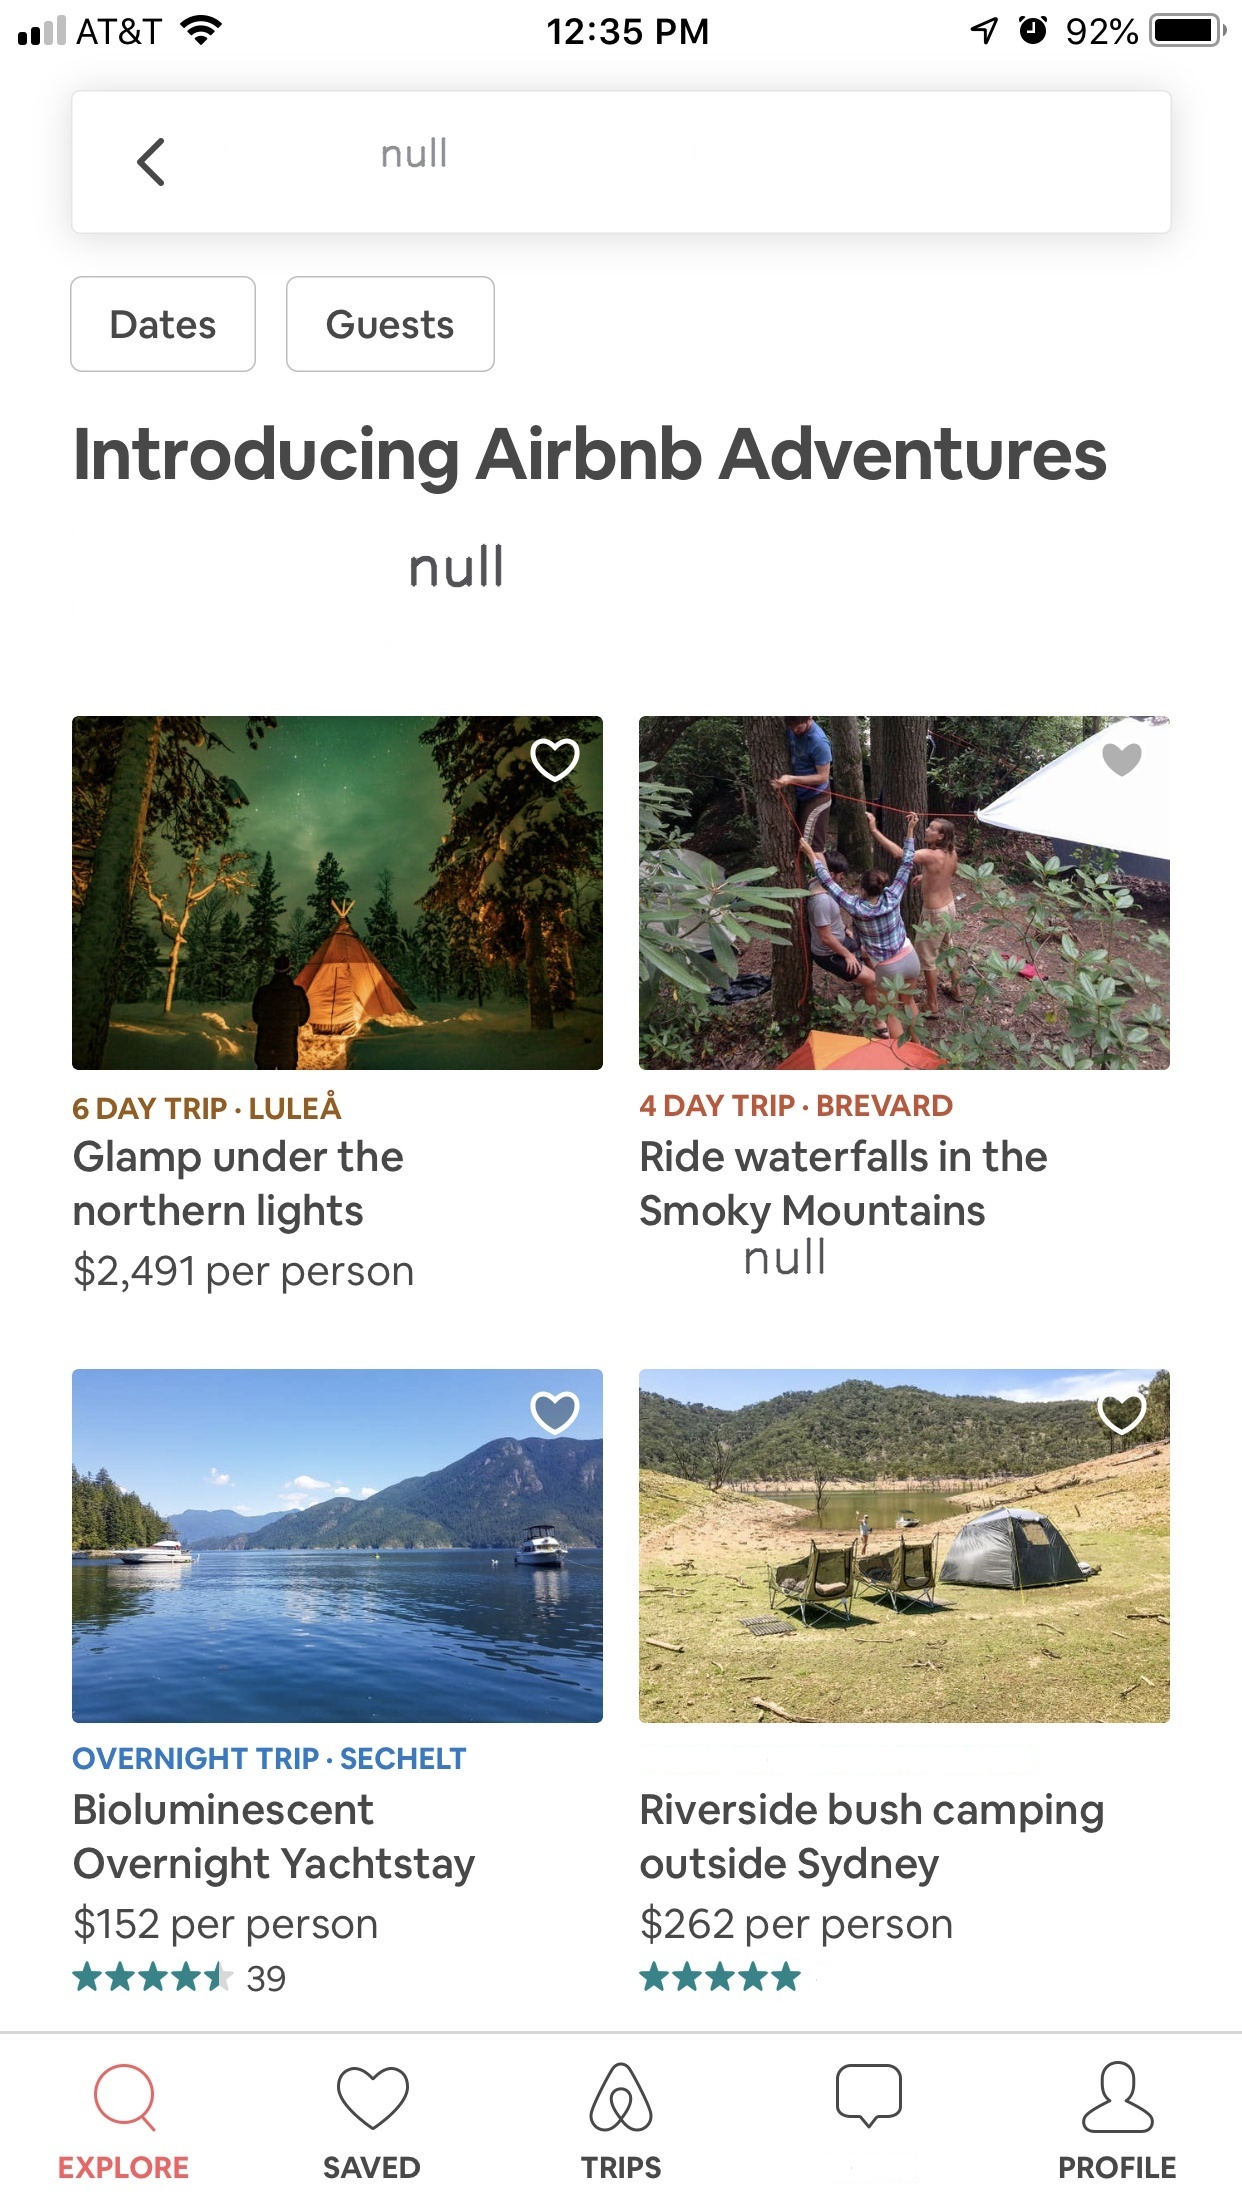 AT&T 12:35 PM 92%
null
Dates Guests
Introducing Airbnb Adventures
null
6 DAY TRIP · LULEÅ
Glamp under the
northern lights
$2,491 per person
4 DAY TRIP · BREVARD
Ride waterfalls in the
Smoky Mountains
null
OVERNIGHT TRIP · SECHELT
Bioluminescent
Overnight Yachtstay
$152 per person
39
Riverside bush camping
outside Sydney
$262 per person
EXPLORE SAVED TRIPS PROFILE